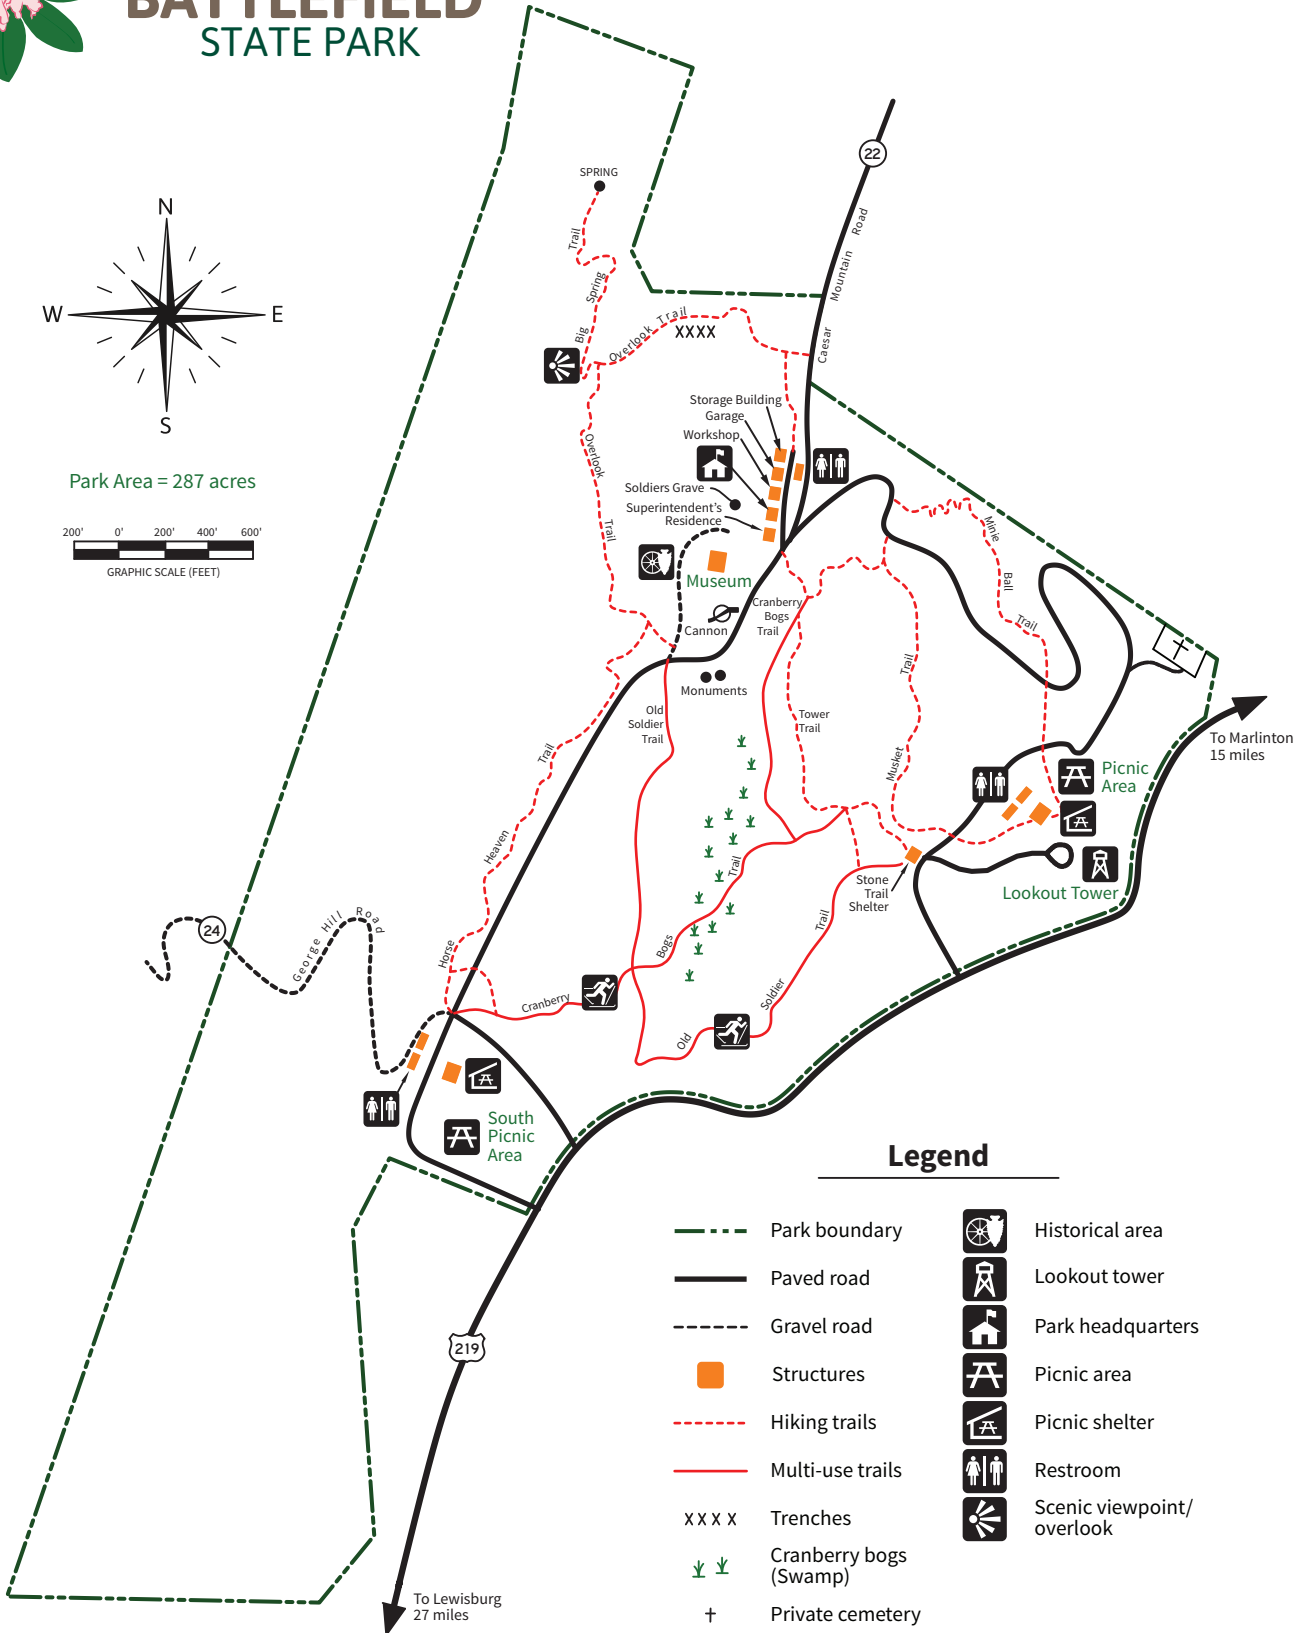 BATTLEFIELD
STATE PARK
N
W
E
S
Park Area = 287 acres
200' 0' 200' 400' 600'
GRAPHIC SCALE (FEET)
SPRING
Big Spring Trail
22
Caesar Mountain Road
Overlook Trail
XXXX
Storage Building
Garage
Workshop
Soldiers Grave
Superintendent's
Residence
Overlook Trail
Museum
Cannon
Cranberry
Bogs
Trail
Monuments
Minie Ball Trail
Old
Soldier
Trail
Tower
Trail
Musket Trail
To Marlinton
15 miles
Picnic
Area
Lookout Tower
Stone
Trail
Shelter
Horse Heaven Trail
24
George Hill Road
Cranberry Bogs Trail
Old Soldier Trail
South
Picnic
Area
219
To Lewisburg
27 miles
Legend
Park boundary
Paved road
Gravel road
Structures
Hiking trails
Multi-use trails
XXXX Trenches
Cranberry bogs
(Swamp)
Private cemetery
Historical area
Lookout tower
Park headquarters
Picnic area
Picnic shelter
Restroom
Scenic viewpoint/
overlook